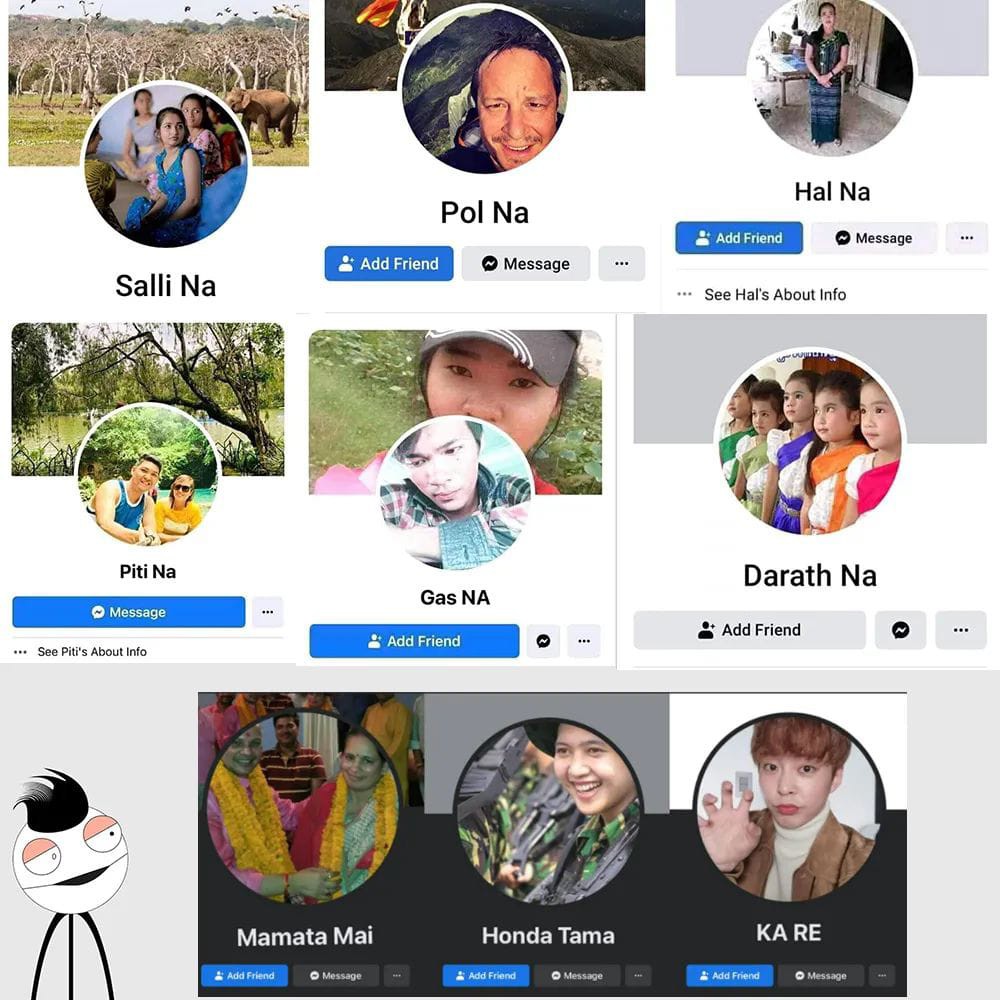 Salli Na
Pol Na
Add Friend
Message
Hal Na
Add Friend
Message
See Hal's About Info
Piti Na
Message
See Piti's About Info
Gas NA
Add Friend
Darath Na
Add Friend
Mamata Mai
Add Friend
Message
Honda Tama
Add Friend
Message
KA RE
Add Friend
Message